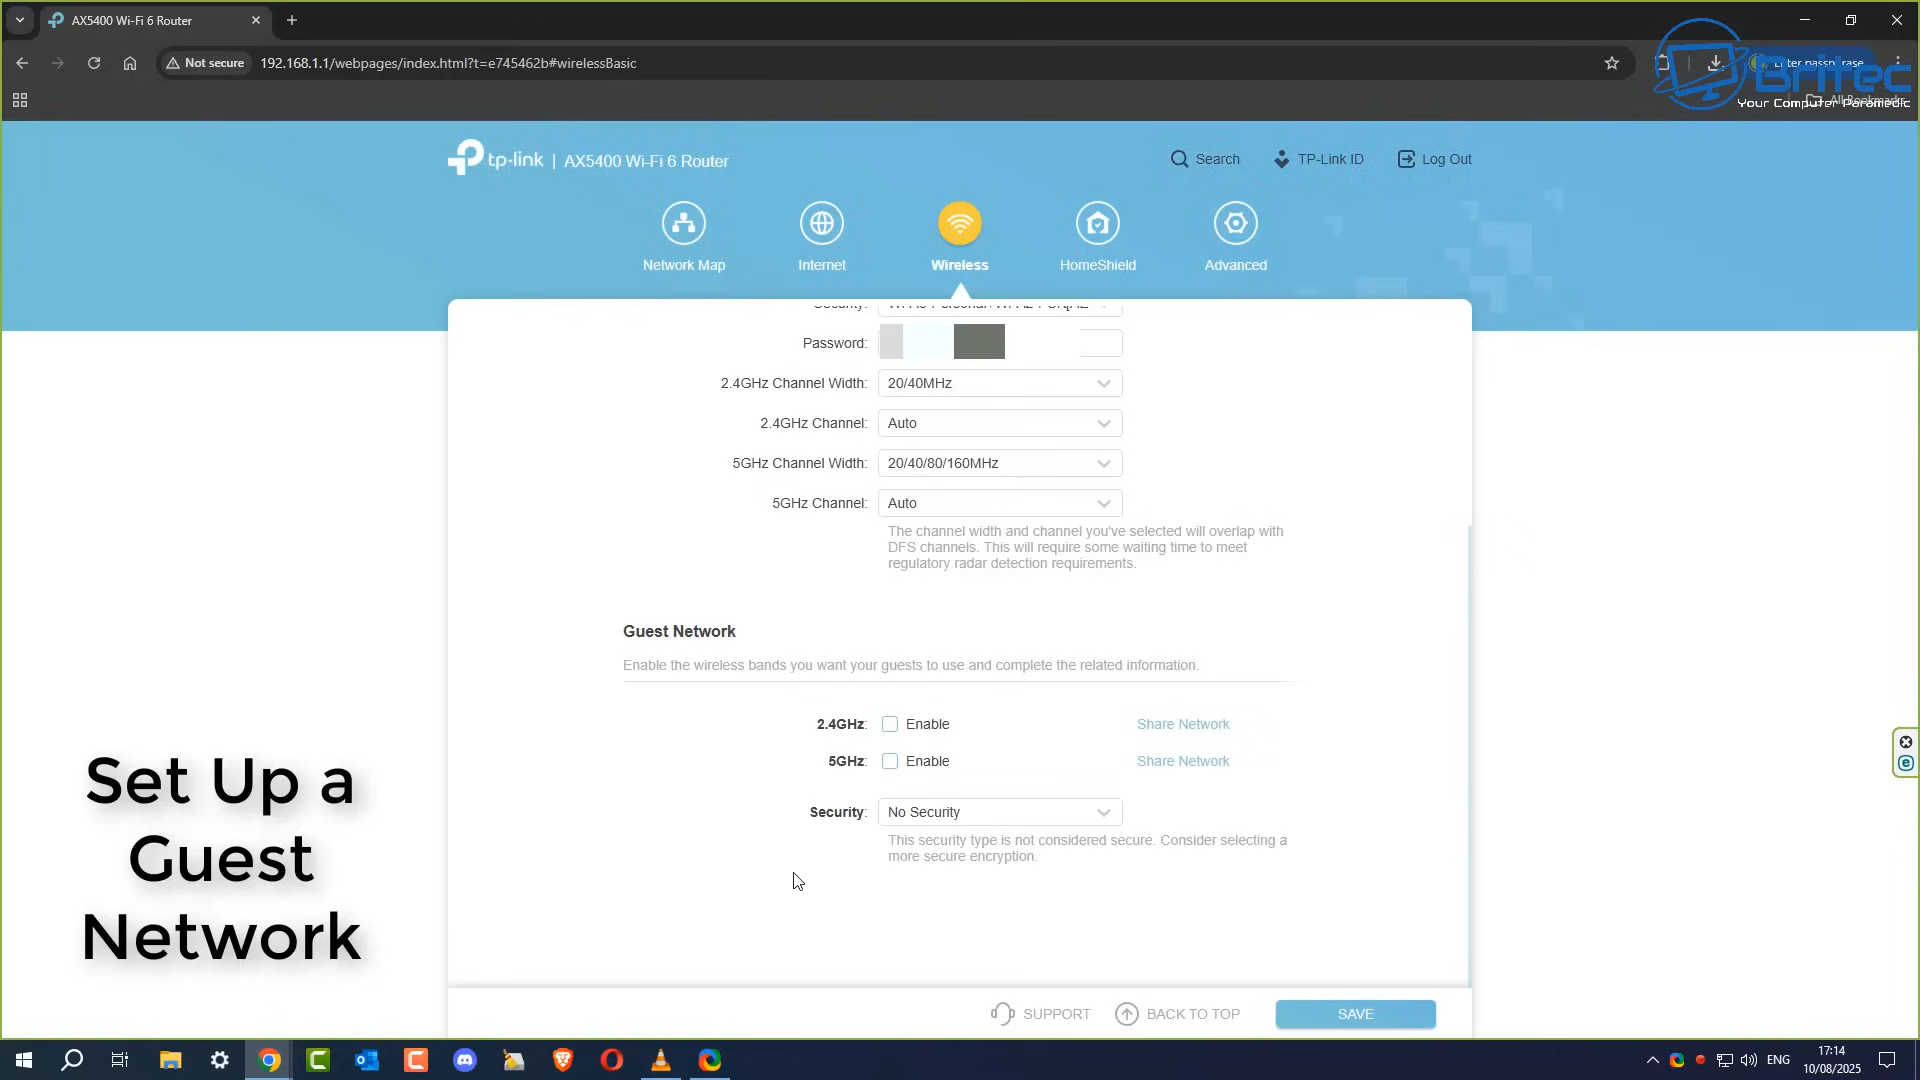 AX5400 Wi-Fi 6 Router
Not secure
192.168.1.1/webpages/index.html?t=e745462b#wirelessBasic
Enter passphrase
Britec
All Bookmarks
Your Computer Paramedic
tp-link | AX5400 Wi-Fi 6 Router
Search
TP-Link ID
Log Out
Network Map
Internet
Wireless
HomeShield
Advanced
Security:
Password:
2.4GHz Channel Width: 20/40MHz
2.4GHz Channel: Auto
5GHz Channel Width: 20/40/80/160MHz
5GHz Channel: Auto
The channel width and channel you've selected will overlap with
DFS channels. This will require some waiting time to meet
regulatory radar detection requirements.
Guest Network
Enable the wireless bands you want your guests to use and complete the related information.
2.4GHz: Enable Share Network
5GHz: Enable Share Network
Security: No Security
This security type is not considered secure. Consider selecting a
more secure encryption.
Set Up a
Guest
Network
SUPPORT
BACK TO TOP
SAVE
ENG
17:14
10/08/2025